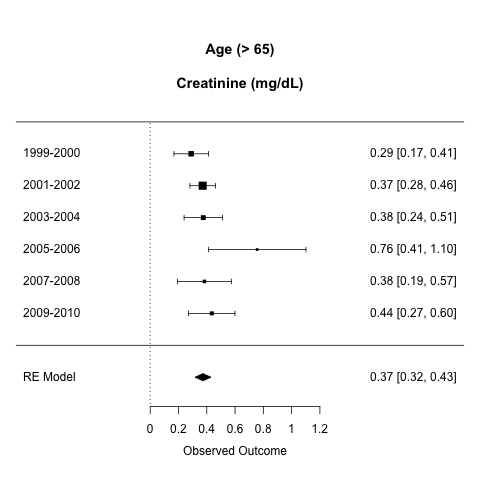 Age (> 65)
Creatinine (mg/dL)
1999-2000 0.29 [0.17, 0.41]
2001-2002 0.37 [0.28, 0.46]
2003-2004 0.38 [0.24, 0.51]
2005-2006 0.76 [0.41, 1.10]
2007-2008 0.38 [0.19, 0.57]
2009-2010 0.44 [0.27, 0.60]
RE Model 0.37 [0.32, 0.43]
0 0.2 0.4 0.6 0.8 1 1.2
Observed Outcome